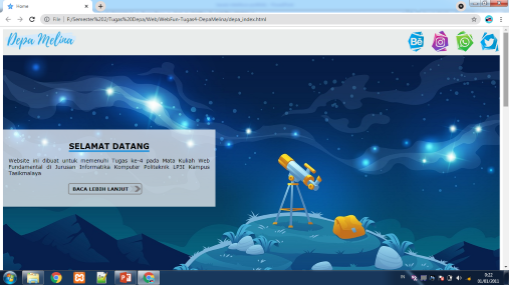 Home
File | E:/Semester%202/Tugas%20Depa/Web/WebFun-Tugas4-DepaMelina/depa_index.html
Depa Melina
SELAMAT DATANG
Website ini dibuat untuk memenuhi Tugas ke-4 pada Mata Kuliah Web
Fundamental di Jurusan Informatika Komputer Politeknik LP3I Kampus
Tasikmalaya
BACA LEBIH LANJUT
9:22
31/01/2011